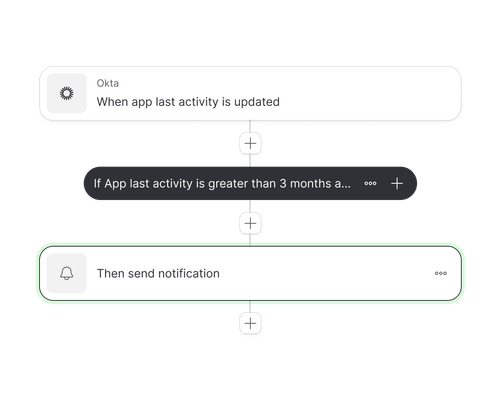 Okta
When app last activity is updated
If App last activity is greater than 3 months a...
Then send notification